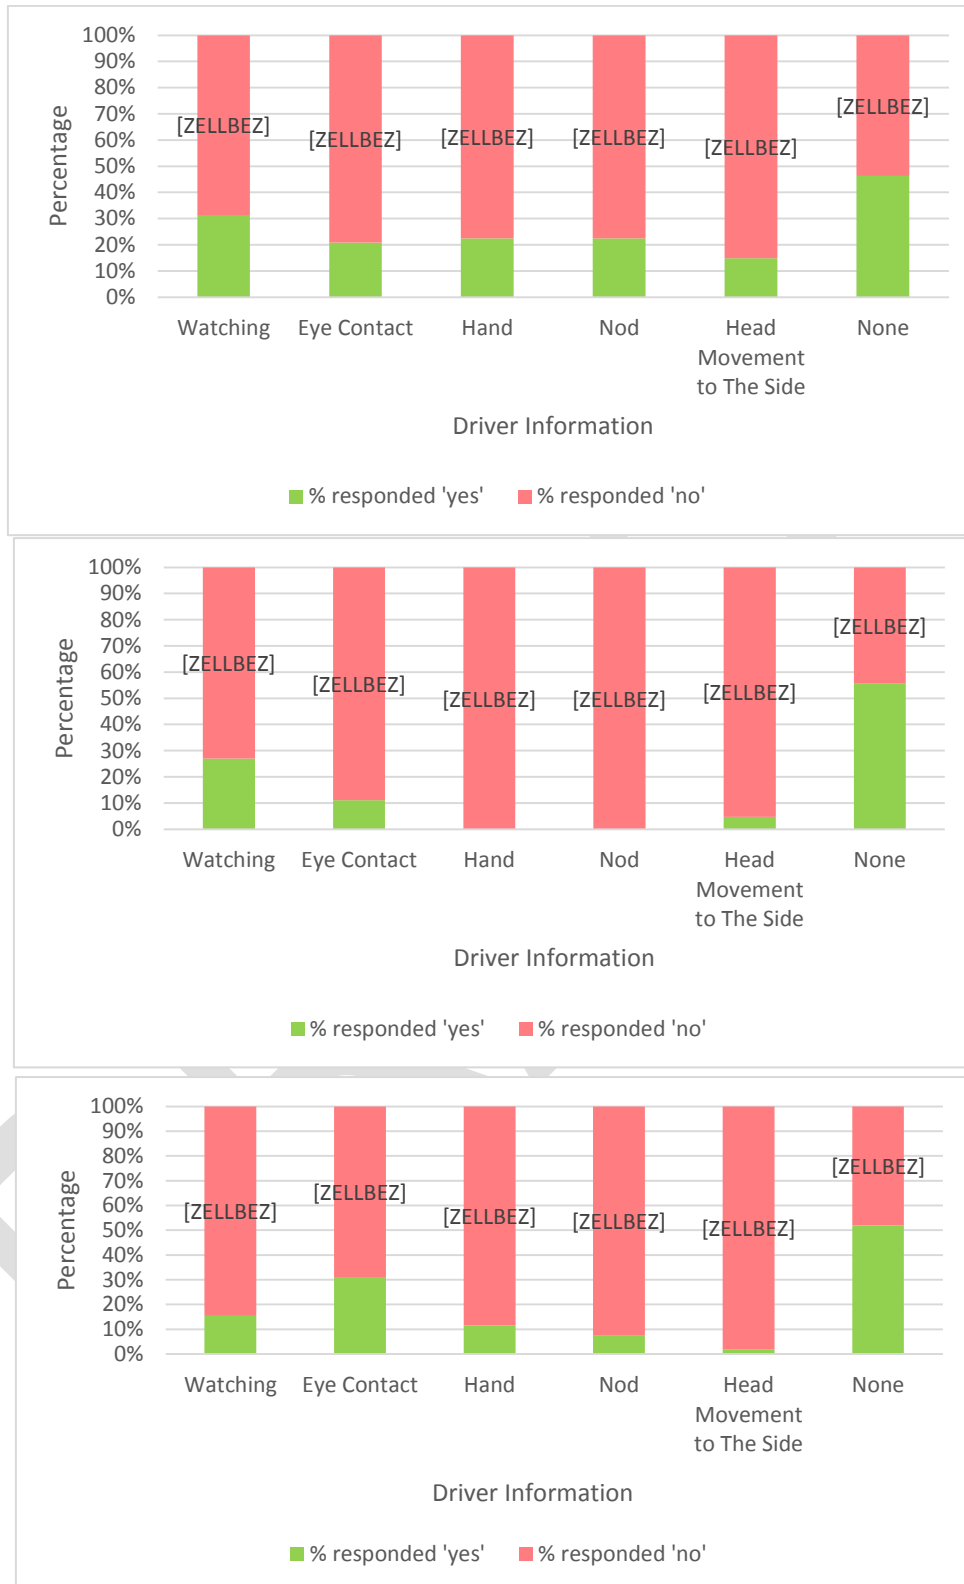 100%
90%
80%
70%
60%
50%
40%
30%
20%
10%
0%
Percentage
[ZELLBEZ] [ZELLBEZ] [ZELLBEZ] [ZELLBEZ] [ZELLBEZ] [ZELLBEZ]
Watching Eye Contact Hand Nod Head None
Movement
to The Side
Driver Information
% responded 'yes' % responded 'no'
100%
90%
80%
70%
60%
50%
40%
30%
20%
10%
0%
Percentage
[ZELLBEZ] [ZELLBEZ] [ZELLBEZ] [ZELLBEZ] [ZELLBEZ] [ZELLBEZ]
Watching Eye Contact Hand Nod Head None
Movement
to The Side
Driver Information
% responded 'yes' % responded 'no'
100%
90%
80%
70%
60%
50%
40%
30%
20%
10%
0%
Percentage
[ZELLBEZ] [ZELLBEZ] [ZELLBEZ] [ZELLBEZ] [ZELLBEZ] [ZELLBEZ]
Watching Eye Contact Hand Nod Head None
Movement
to The Side
Driver Information
% responded 'yes' % responded 'no'